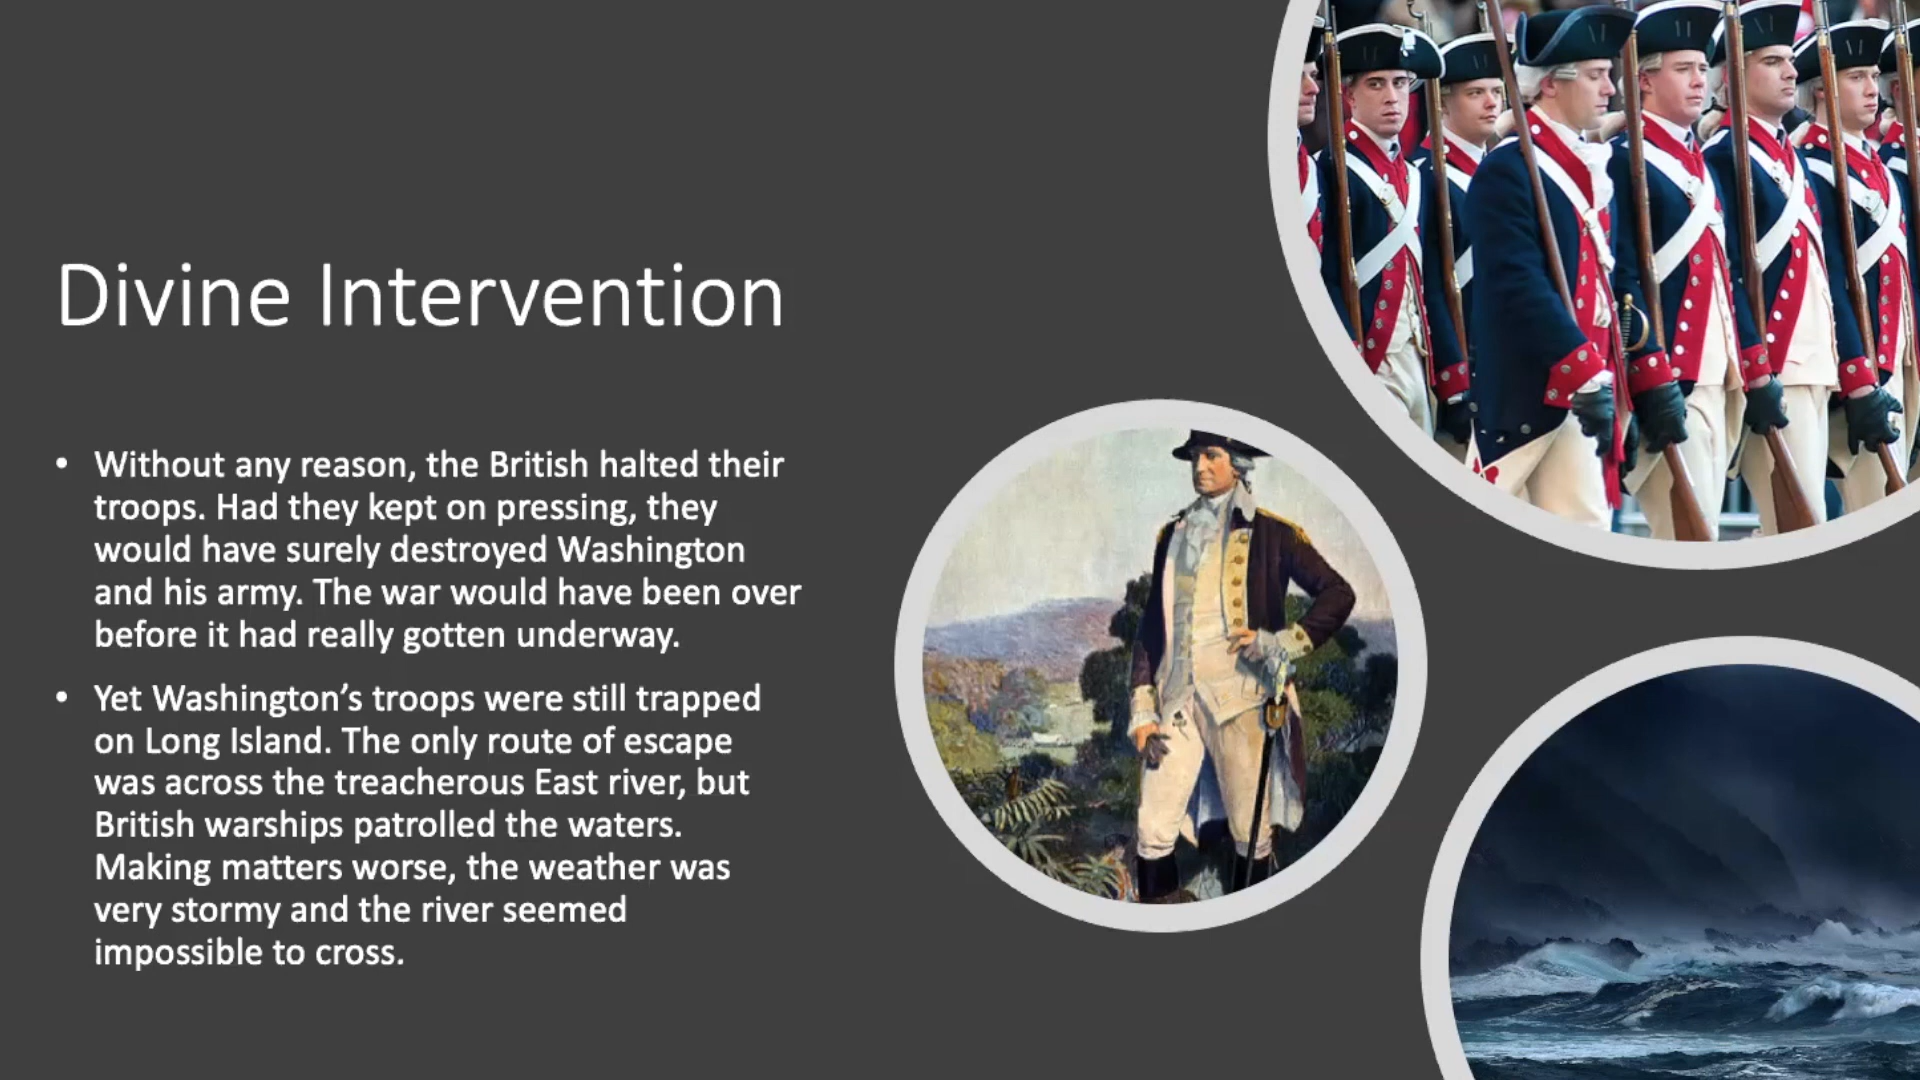 Divine Intervention
• Without any reason, the British halted their
troops. Had they kept on pressing, they
would have surely destroyed Washington
and his army. The war would have been over
before it had really gotten underway.
• Yet Washington’s troops were still trapped
on Long Island. The only route of escape
was across the treacherous East river, but
British warships patrolled the waters.
Making matters worse, the weather was
very stormy and the river seemed
impossible to cross.